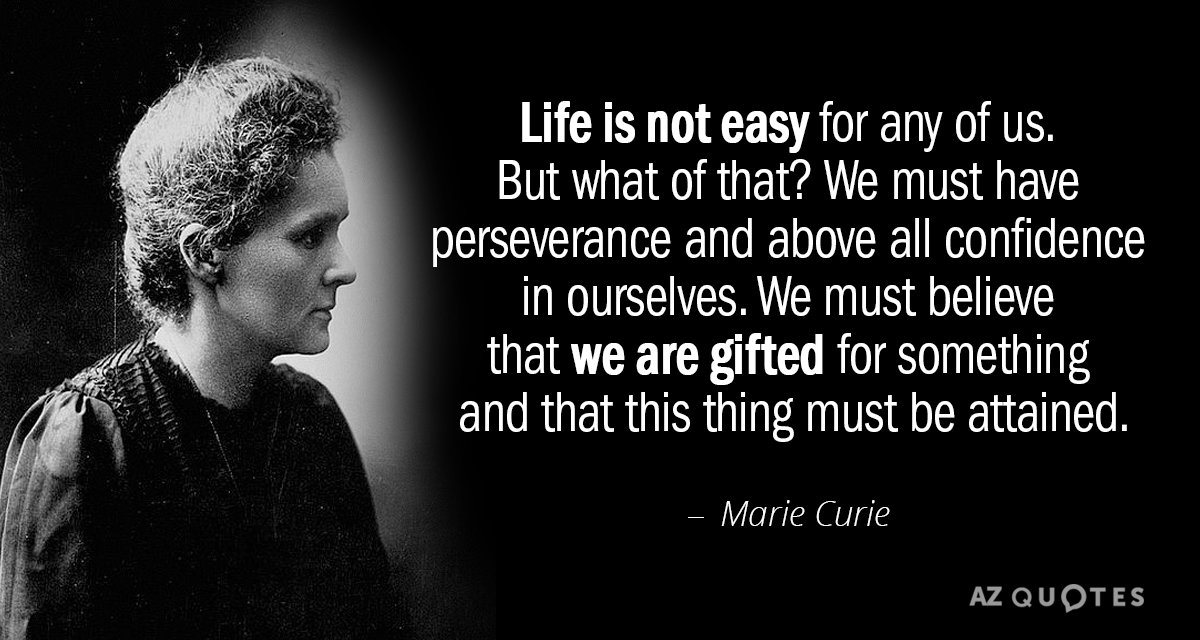 Life is not easy for any of us.
But what of that? We must have
perseverance and above all confidence
in ourselves. We must believe
that we are gifted for something
and that this thing must be attained.
– Marie Curie
AZ QUOTES